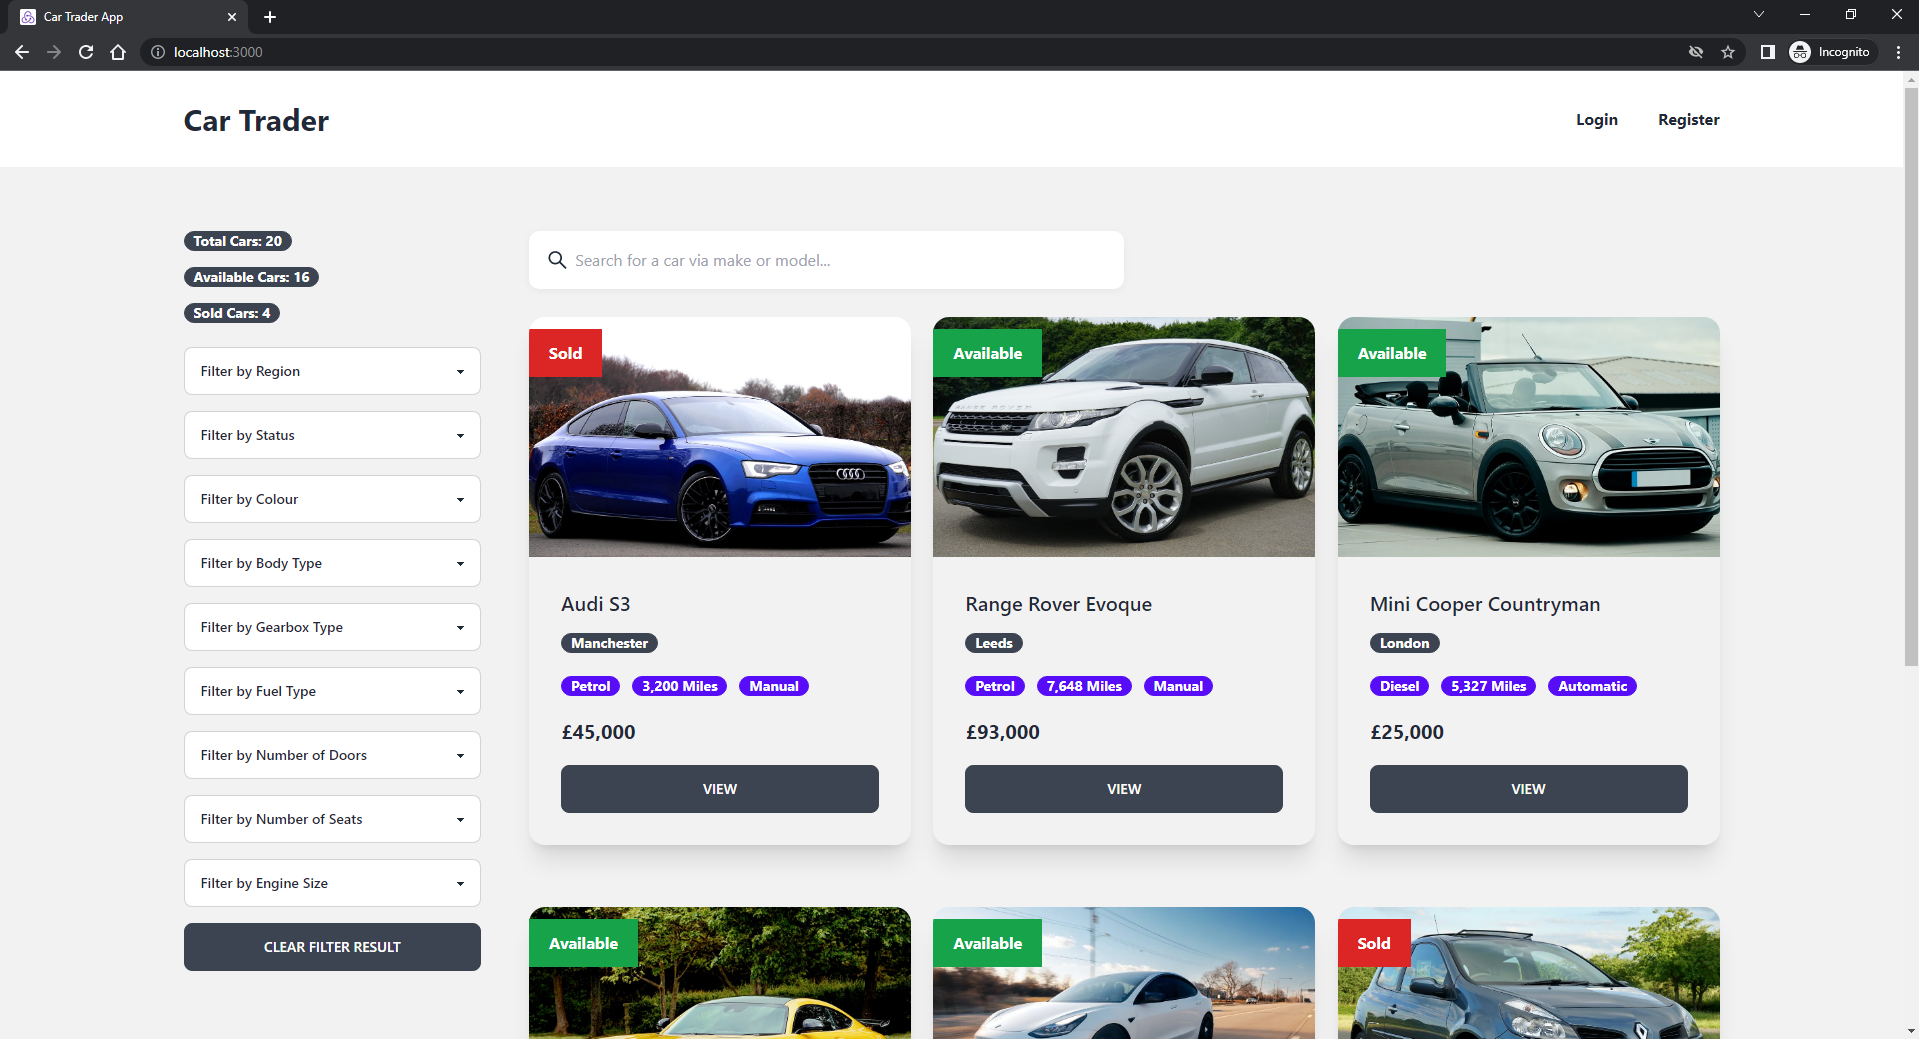 Car Trader App
localhost:3000
Incognito
Car Trader
Login
Register
Total Cars: 20
Available Cars: 16
Sold Cars: 4
Filter by Region
Filter by Status
Filter by Colour
Filter by Body Type
Filter by Gearbox Type
Filter by Fuel Type
Filter by Number of Doors
Filter by Number of Seats
Filter by Engine Size
CLEAR FILTER RESULT
Search for a car via make or model...
Sold
Audi S3
Manchester
Petrol 3,200 Miles Manual
£45,000
VIEW
Available
RANGE ROVER
Range Rover Evoque
Leeds
Petrol 7,648 Miles Manual
£93,000
VIEW
Available
Mini Cooper Countryman
London
Diesel 5,327 Miles Automatic
£25,000
VIEW
Available
Available
Sold